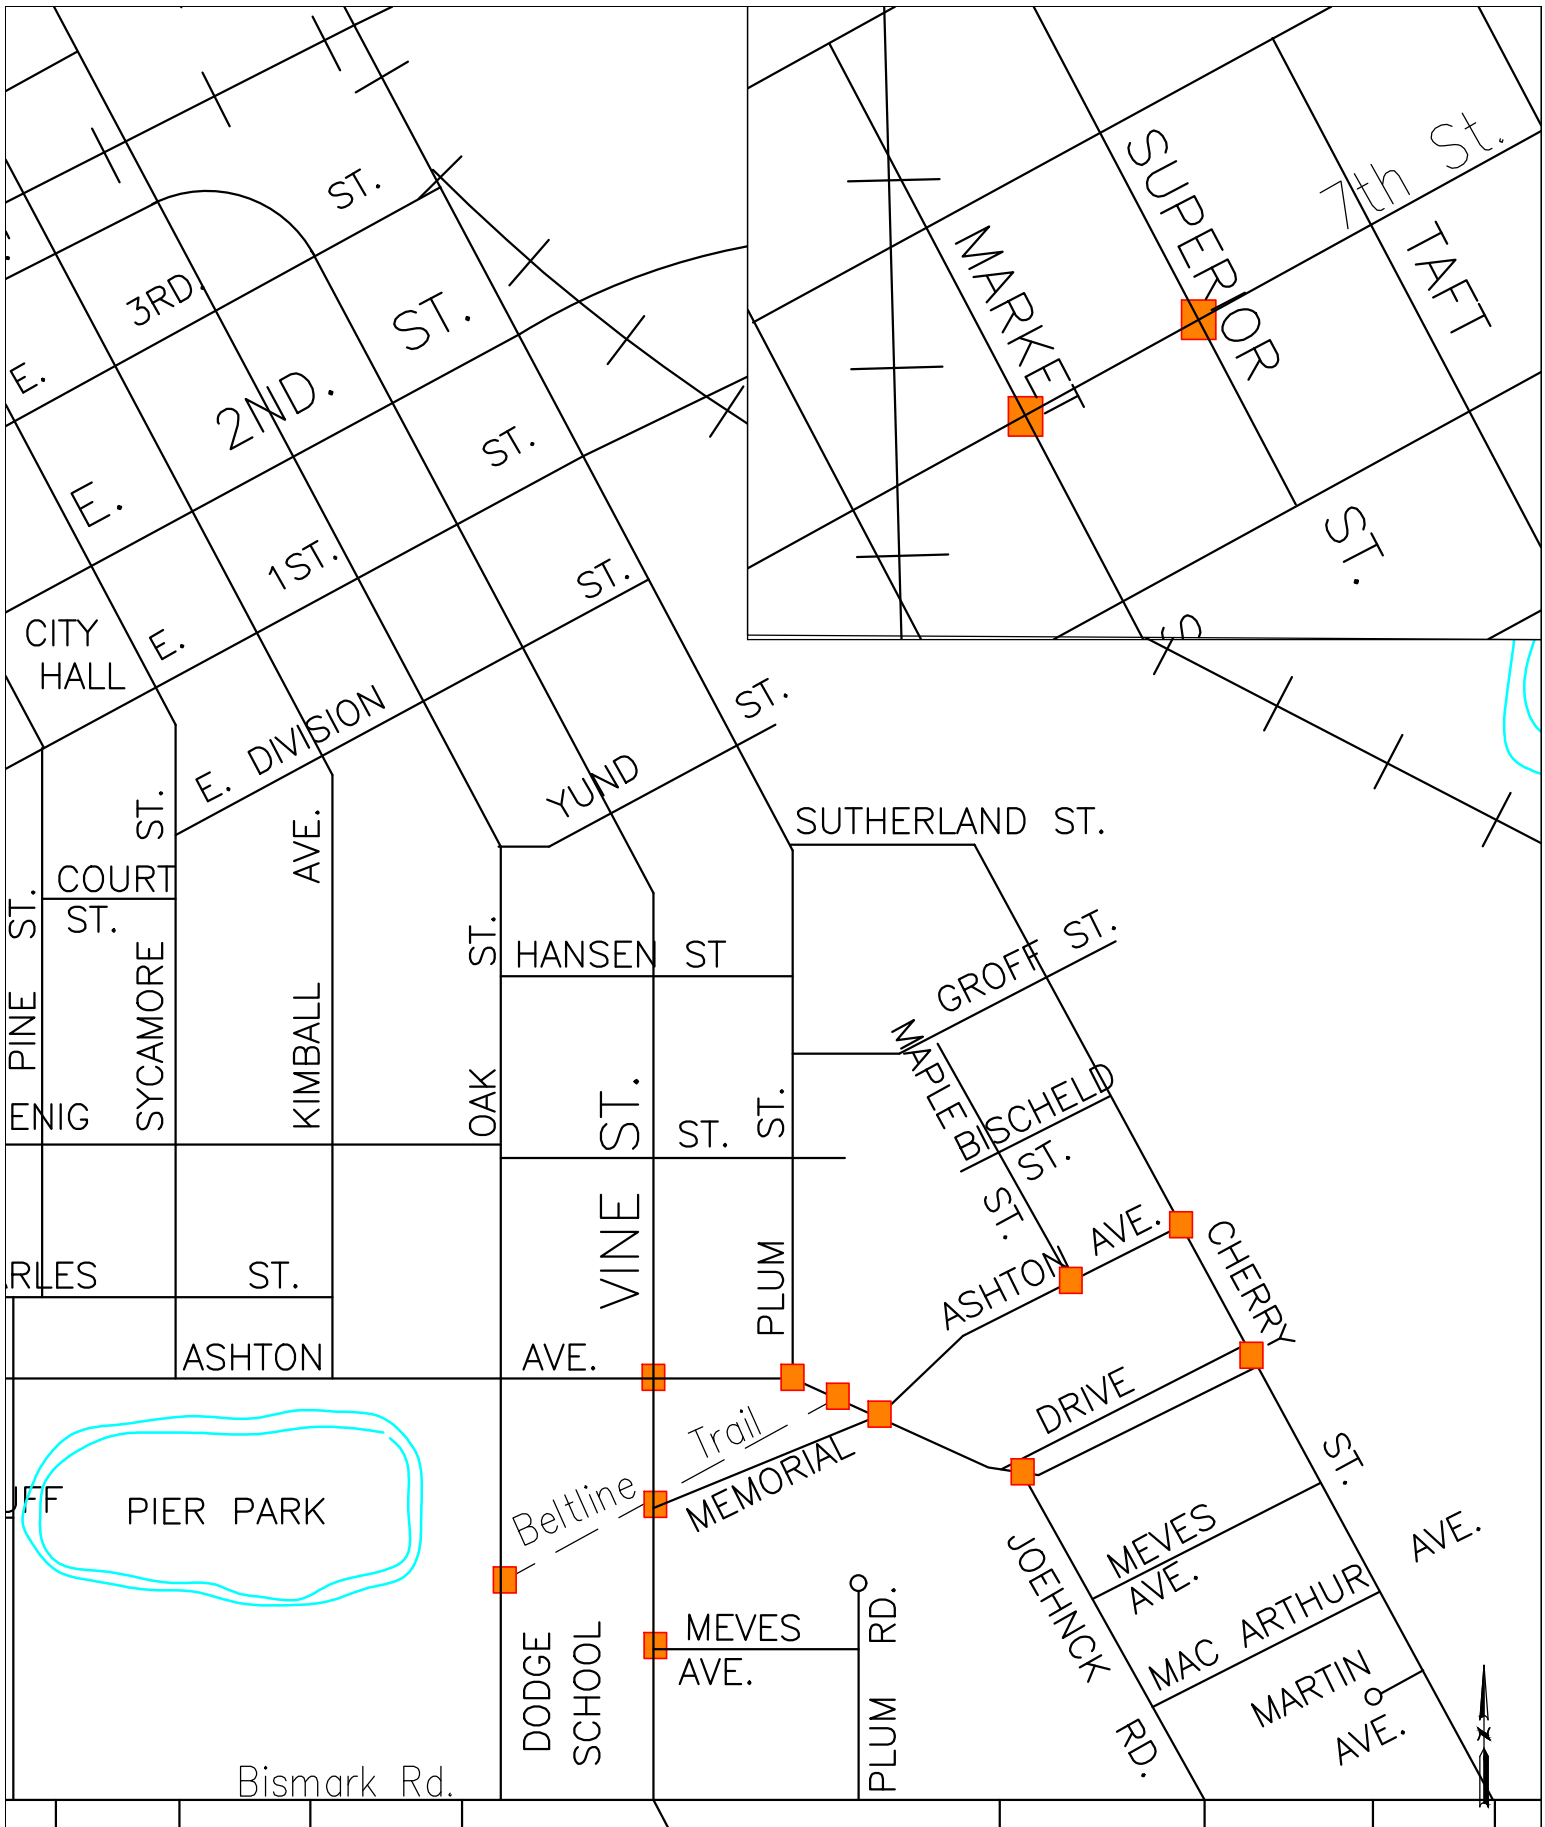 ST.
3RD.
E.
2ND. ST.
E.
1ST. ST.
E.
CITY
HALL
E. DIVISION ST.
YUND ST.
SUPERIOR
7th St.
MARKET
TAFT
ST.
S
SUTHERLAND ST.
COURT
ST.
PINE ST.
SYCAMORE ST.
KIMBALL AVE.
OAK ST.
HANSEN ST
GROFF ST.
MAPLE ST.
BISCHELD
ST.
ENIG
ST.
VINE ST.
PLUM ST.
RLES ST.
ASHTON AVE.
ASHTON AVE.
CHERRY ST.
DRIVE
Beltline Trail
MEMORIAL
PIER PARK
UFF
JOEHNCK RD.
MEVES
AVE.
MAC ARTHUR AVE.
MARTIN
AVE.
DODGE
SCHOOL
MEVES
AVE.
PLUM RD.
Bismark Rd.
N